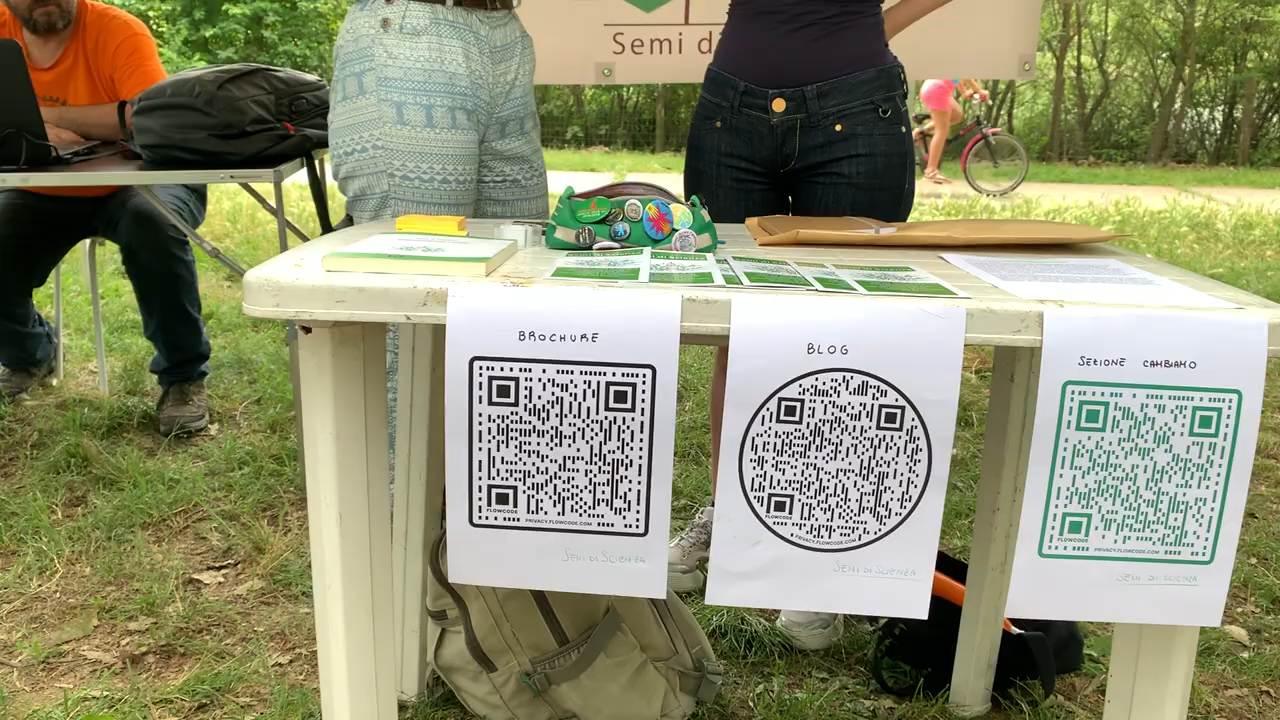 Semi d
BROCHURE
FLOWCODE
PRIVACY.FLOWCODE.COM
SEMI DI SCIENZA
BLOG
FLOWCODE
PRIVACY.FLOWCODE.COM
SEMI DI SCIENZA
SEZIONE CAMBIAMO
FLOWCODE
PRIVACY.FLOWCODE.COM
SEMI DI SCIENZA